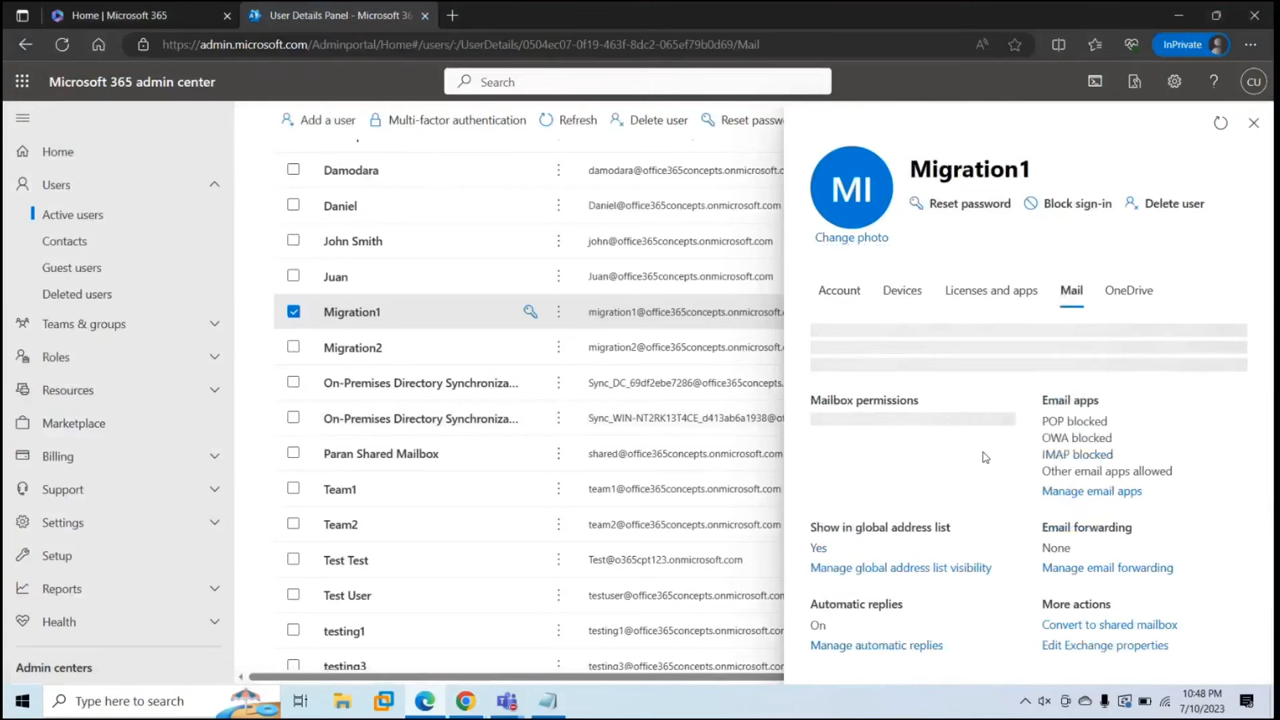 Home | Microsoft 365
User Details Panel - Microsoft 36
https://admin.microsoft.com/Adminportal/Home#/users/:/UserDetails/0504ec07-0f19-463f-8dc2-065ef79b0d69/Mail
InPrivate
Microsoft 365 admin center
Search
CU
Home
Users
Active users
Contacts
Guest users
Deleted users
Teams & groups
Roles
Resources
Marketplace
Billing
Support
Settings
Setup
Reports
Health
Admin centers
Add a user
Multi-factor authentication
Refresh
Delete user
Reset passw
Damodara damodara@office365concepts.onmicrosoft.c
Daniel Daniel@office365concepts.onmicrosoft.com
John Smith john@office365concepts.onmicrosoft.com
Juan Juan@office365concepts.onmicrosoft.com
Migration1 migration1@office365concepts.onmicrosoft.
Migration2 migration2@office365concepts.onmicrosoft.
On-Premises Directory Synchroniza... Sync_DC_69df2ebe7286@office365concepts.
On-Premises Directory Synchroniza... Sync_WIN-NT2RK13T4CE_d413ab6a1938@of
Paran Shared Mailbox shared@office365concepts.onmicrosoft.com
Team1 team1@office365concepts.onmicrosoft.com
Team2 team2@office365concepts.onmicrosoft.com
Test Test Test@o365cpt123.onmicrosoft.com
Test User testuser@office365concepts.onmicrosoft.co
testing1 testing1@office365concepts.onmicrosoft.co
testing3 testing3@office365concepts.onmicrosoft.co
MI
Change photo
Migration1
Reset password
Block sign-in
Delete user
Account
Devices
Licenses and apps
Mail
OneDrive
Mailbox permissions
Email apps
POP blocked
OWA blocked
IMAP blocked
Other email apps allowed
Manage email apps
Show in global address list
Yes
Manage global address list visibility
Email forwarding
None
Manage email forwarding
Automatic replies
On
Manage automatic replies
More actions
Convert to shared mailbox
Edit Exchange properties
Type here to search
10:48 PM
7/10/2023